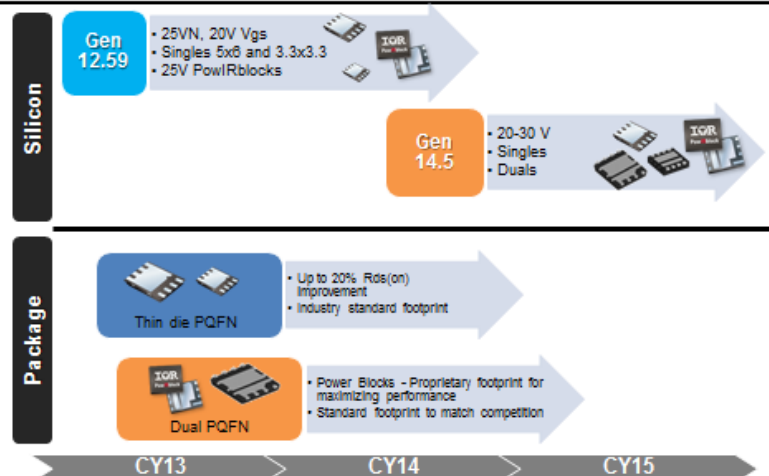 Silicon
Gen
12.59
• 25VN, 20V Vgs
• Singles 5x6 and 3.3x3.3
• 25V PowIRblocks
IOR
Gen
14.5
• 20-30 V
• Singles
• Duals
IOR
Package
Thin die PQFN
• Up to 20% Rds(on)
Improvement
• Industry standard footprint
IOR
Dual PQFN
• Power Blocks - Proprietary footprint for
maximizing performance
• Standard footprint to match competition
CY13
CY14
CY15